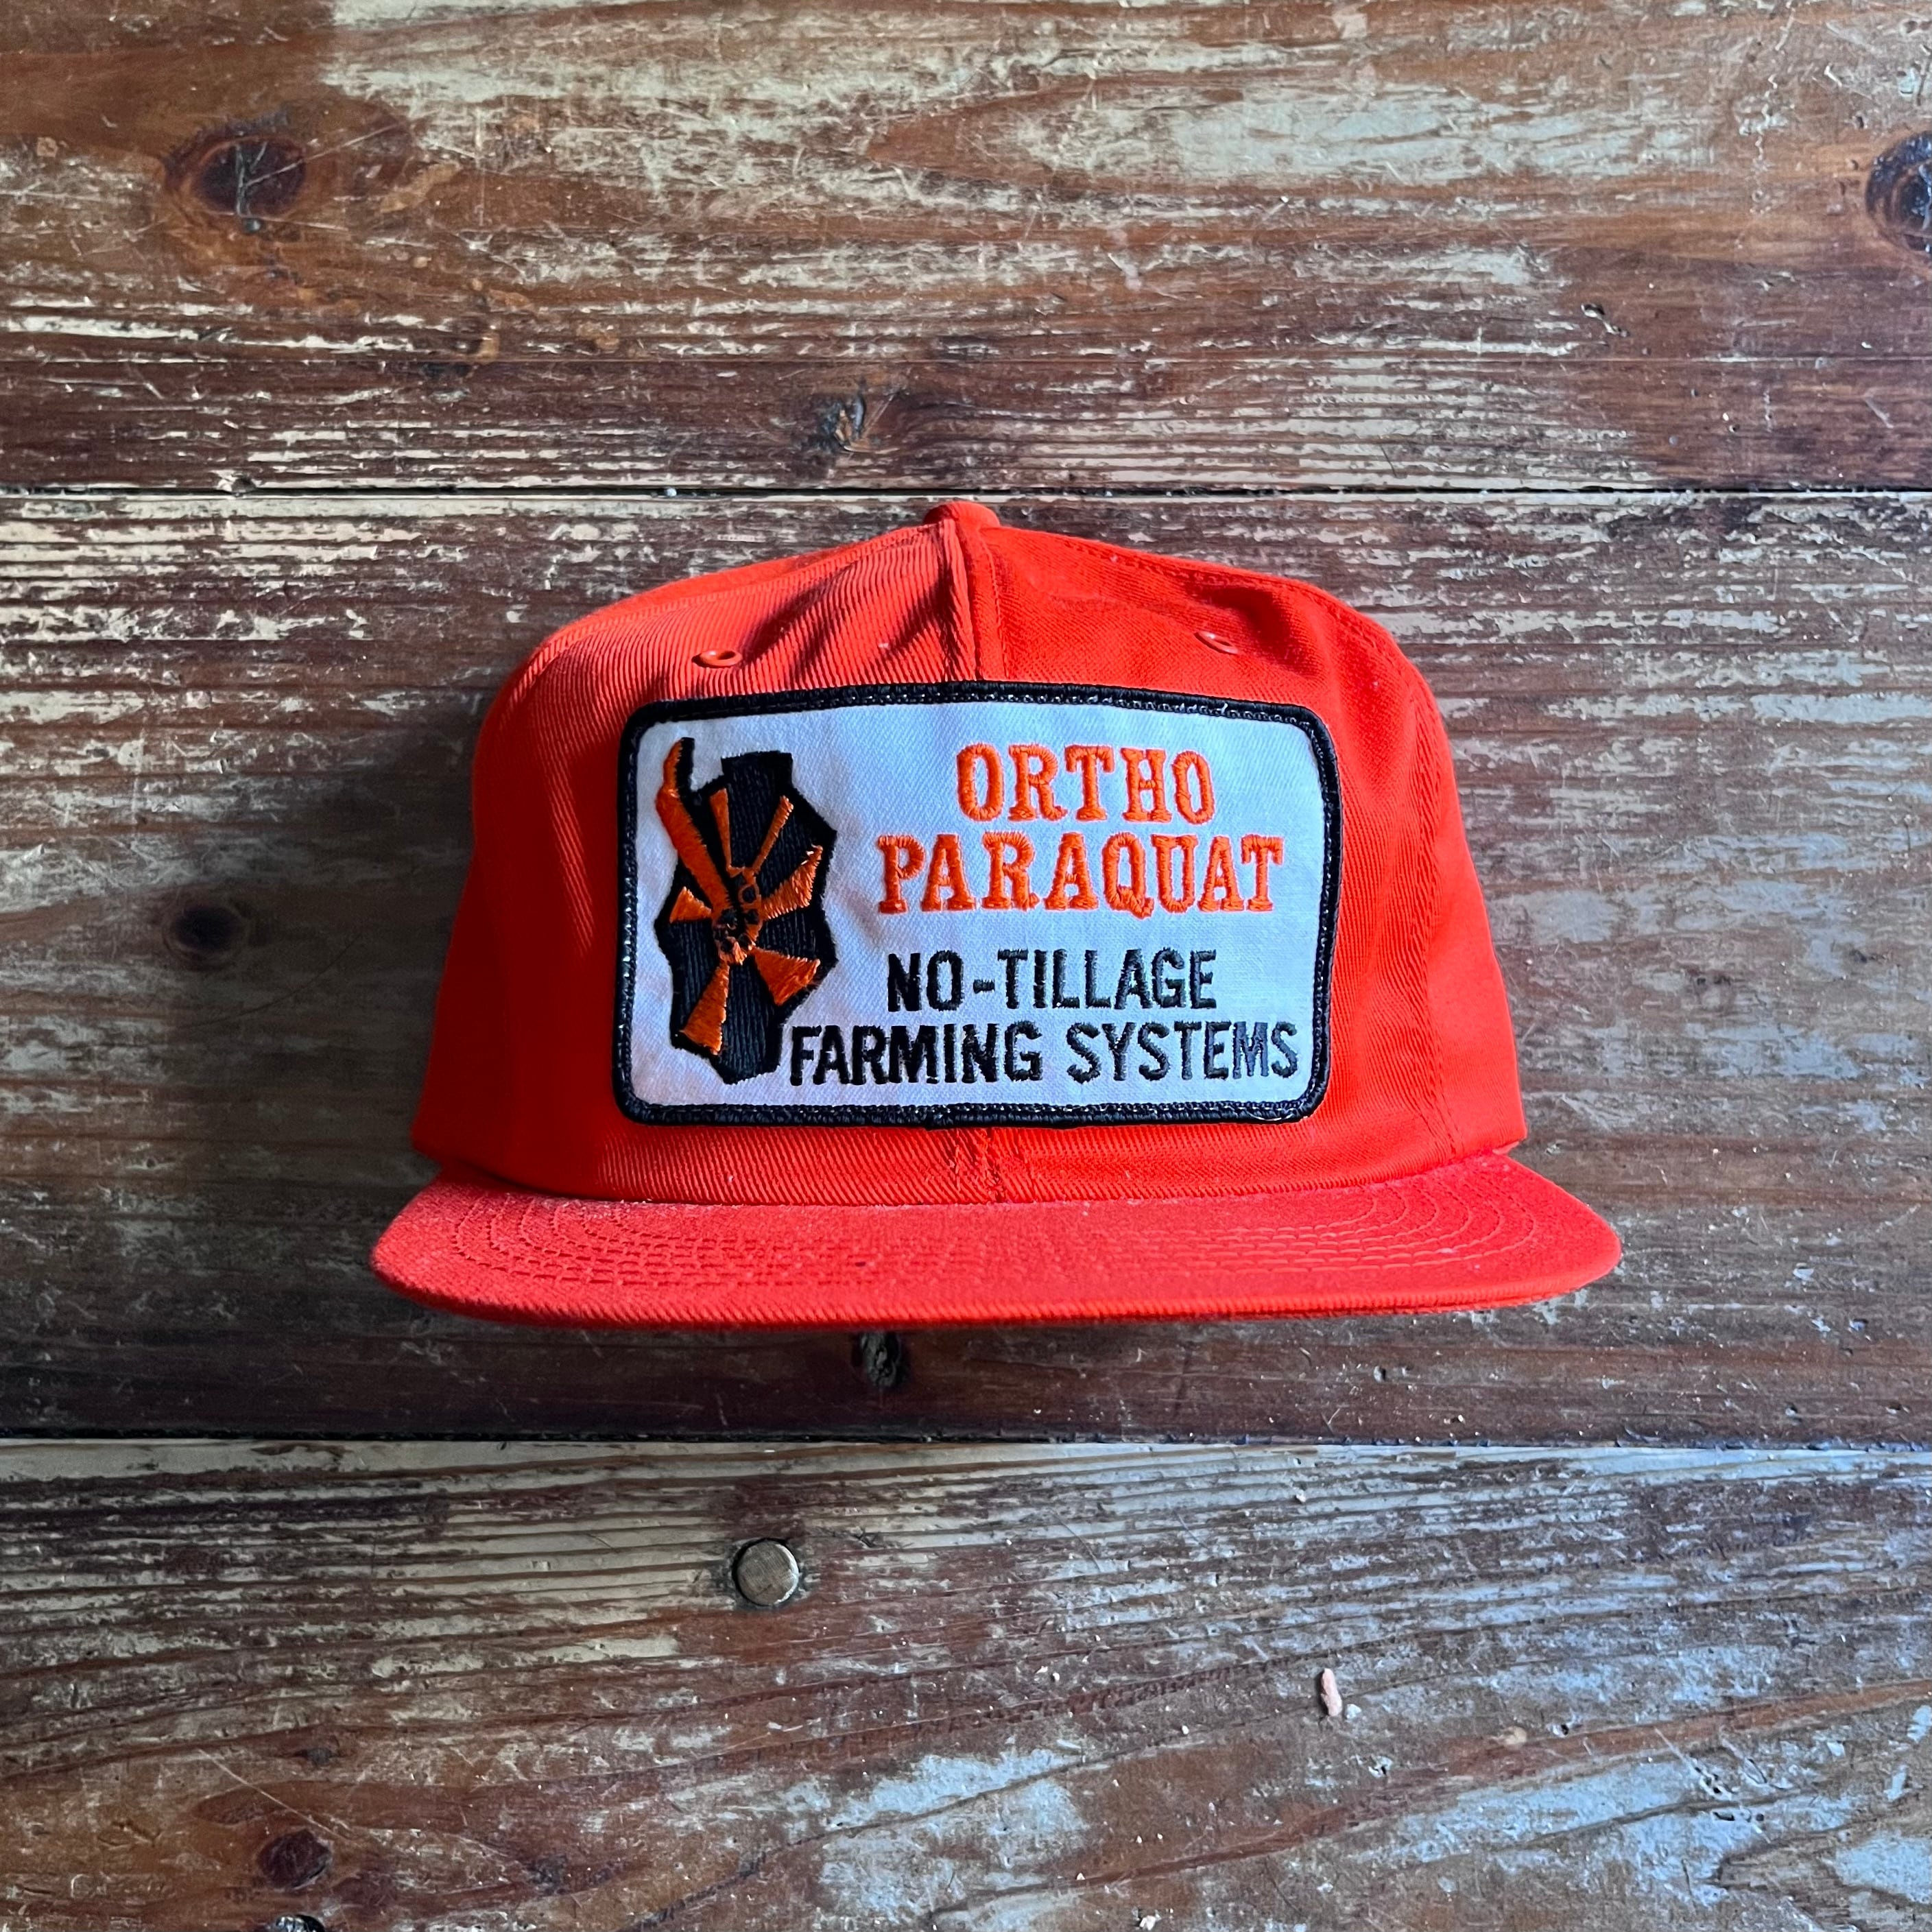 ORTHO
PARAQUAT
NO-TILLAGE
FARMING SYSTEMS